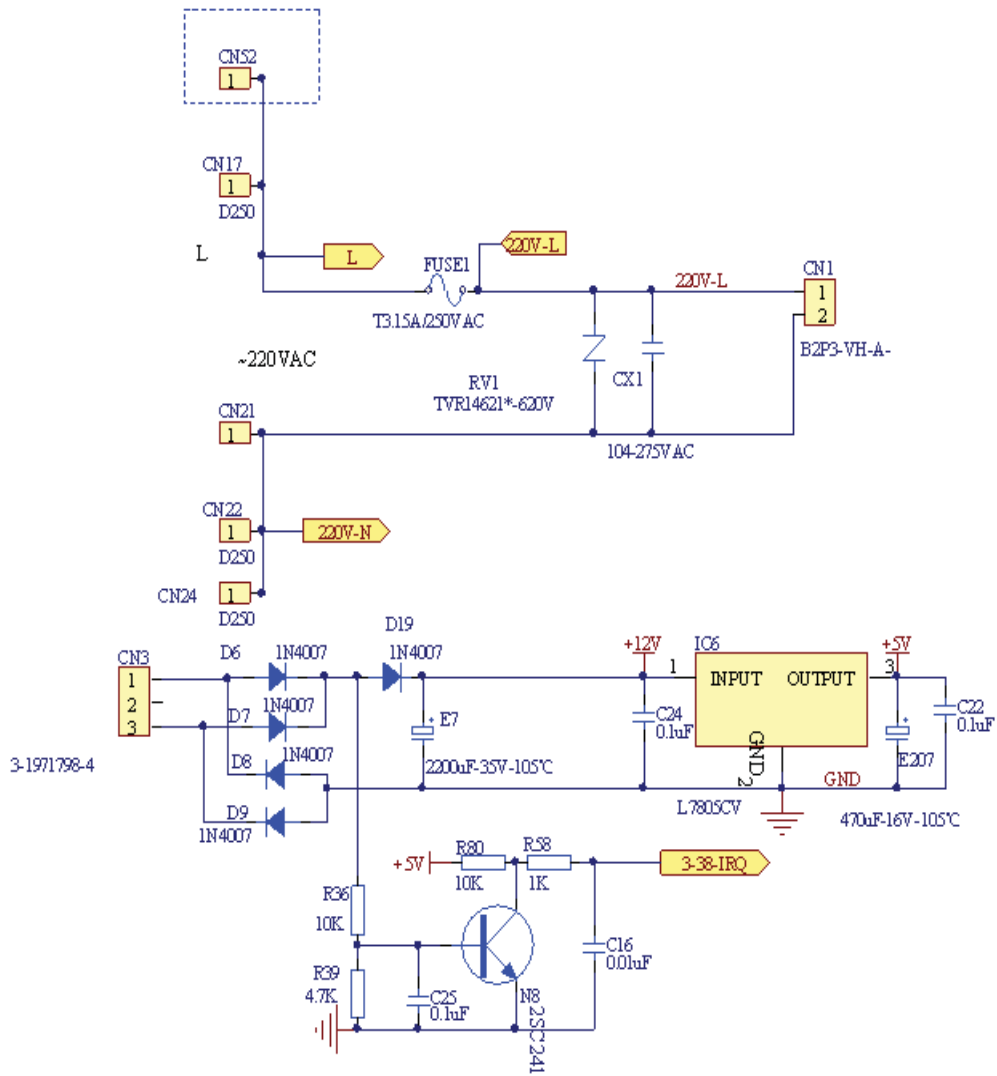 CN52
1
CN17
1
D250
L
L
FUSE1
220V-L
220V-L
CN1
1
2
T3.15A/250VAC
B2P3-VH-A-
~220VAC
RV1
TVR14621*-620V
CX1
CN21
1
104-275VAC
CN22
1
D250
220V-N
CN24
1
D250
CN3
1
2
3
3-1971798-4
D6
1N4007
D19
1N4007
D7
1N4007
D8
1N4007
D9
1N4007
E7
+
2200uF-35V-105℃
+12V
1
IC6
INPUT
OUTPUT
GND
2
3
+5V
C24
0.1uF
C22
0.1uF
+
E207
GND
L7805CV
470uF-16V-105℃
+5V
R80
10K
R58
1K
3-38-IRQ
R36
10K
R39
4.7K
C25
0.1uF
N8
2SC241
C16
0.01uF